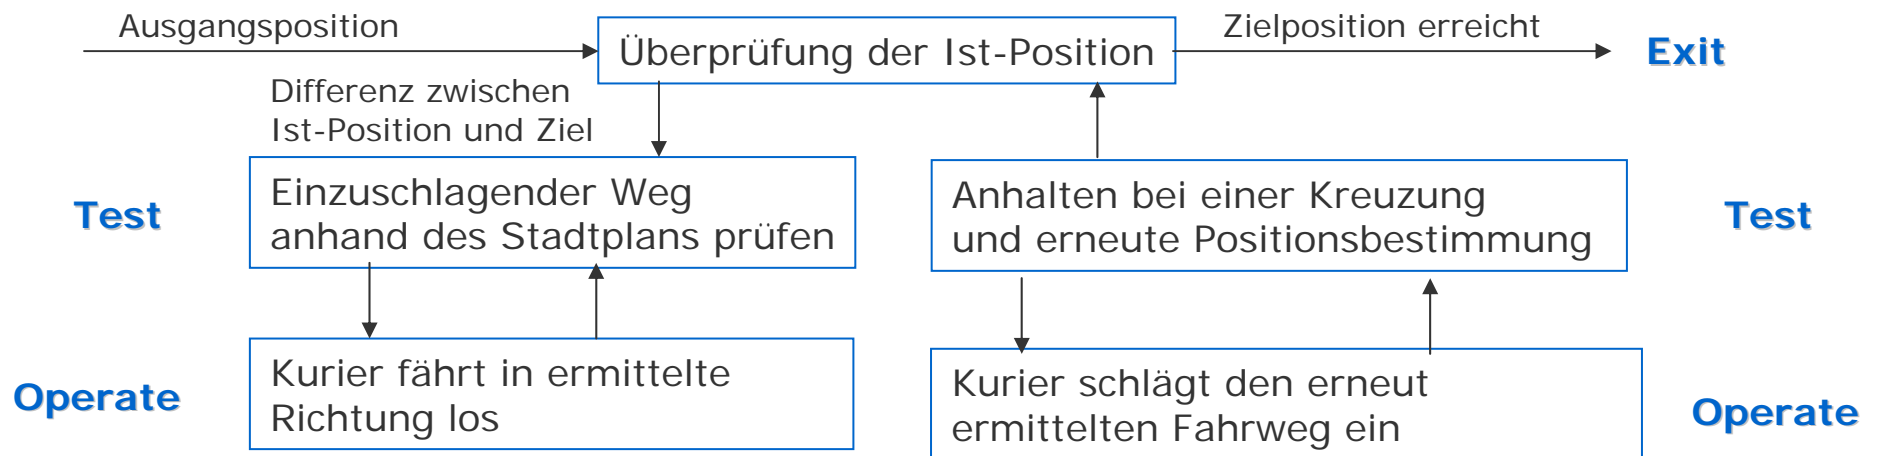 Ausgangsposition
Überprüfung der Ist-Position
Zielposition erreicht
Exit
Differenz zwischen
Ist-Position und Ziel
Test
Einzuschlagender Weg
anhand des Stadtplans prüfen
Anhalten bei einer Kreuzung
und erneute Positionsbestimmung
Test
Operate
Kurier fährt in ermittelte
Richtung los
Kurier schlägt den erneut
ermittelten Fahrweg ein
Operate